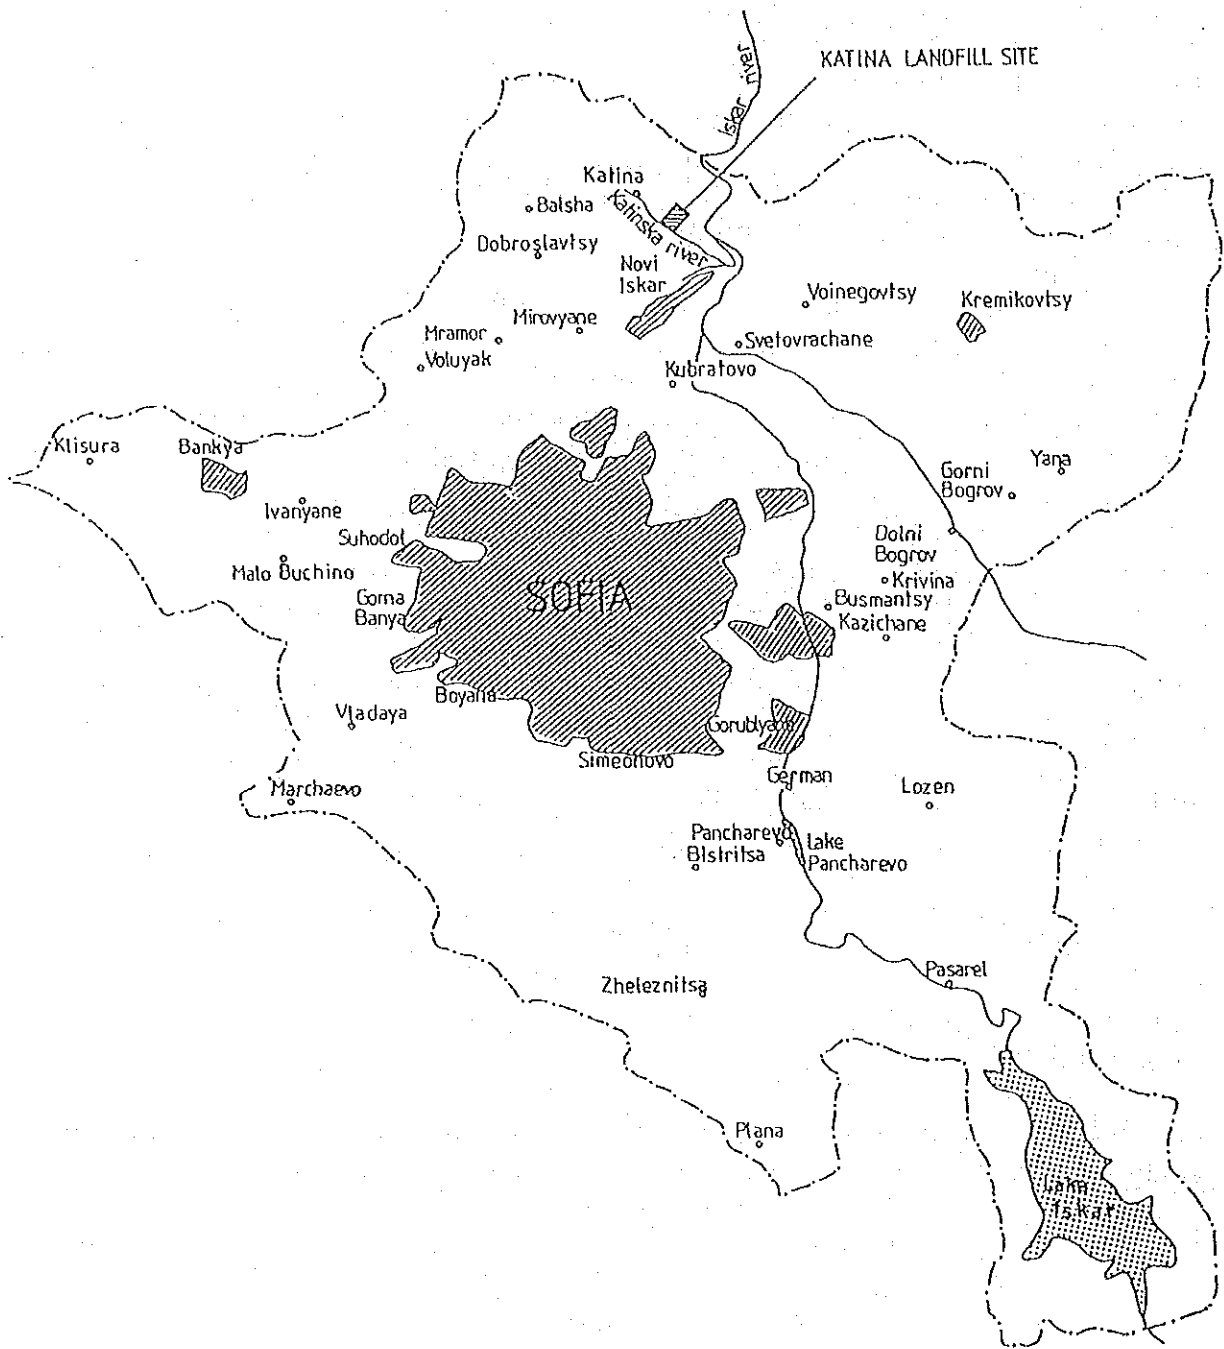 Iskar river
KATINA LANDFILL SITE
Katina
Balsha
Katinska river
Dobroslavtsy
Novi
Iskar
Voinegovtsy
Kremikovtsy
Mirovyane
Mramor
Svetovrachane
Voluyak
Kubratovo
Klisura
Bankya
Yana
Gorni
Bogrov
Ivanyane
Suhodol
Dolni
Bogrov
Malo Buchino
Krivina
SOFIA
Gorna
Banya
Busmantsy
Kazichane
Boyana
Vladaya
Gorublyane
Simeonovo
German
Marchaevo
Lozen
Pancharevo
Lake
Pancharevo
Bistritsa
Pasarel
Zheleznitsa
Plana
Lake
Iskar